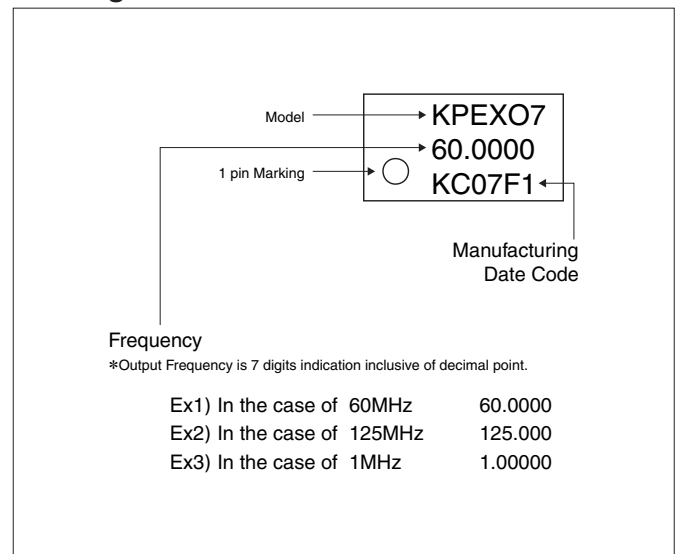 Model
KPEXO7
60.0000
1 pin Marking
KC07F1
Manufacturing
Date Code
Frequency
*Output Frequency is 7 digits indication inclusive of decimal point.
Ex1) In the case of 60MHz 60.0000
Ex2) In the case of 125MHz 125.000
Ex3) In the case of 1MHz 1.00000